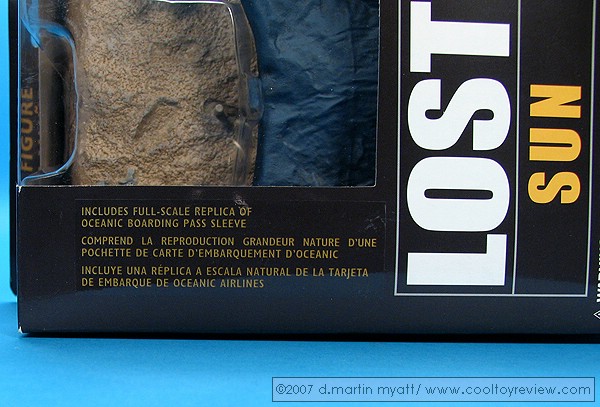 FIGURE
LOST
SUN
INCLUDES FULL-SCALE REPLICA OF
OCEANIC BOARDING PASS SLEEVE
COMPREND LA REPRODUCTION GRANDEUR NATURE D'UNE
POCHETTE DE CARTE D'EMBARQUEMENT D'OCEANIC
INCLUYE UNA RÉPLICA A ESCALA NATURAL DE LA TARJETA
DE EMBARQUE DE OCEANIC AIRLINES
©2007 d.martin myatt/ www.cooltoyreview.com